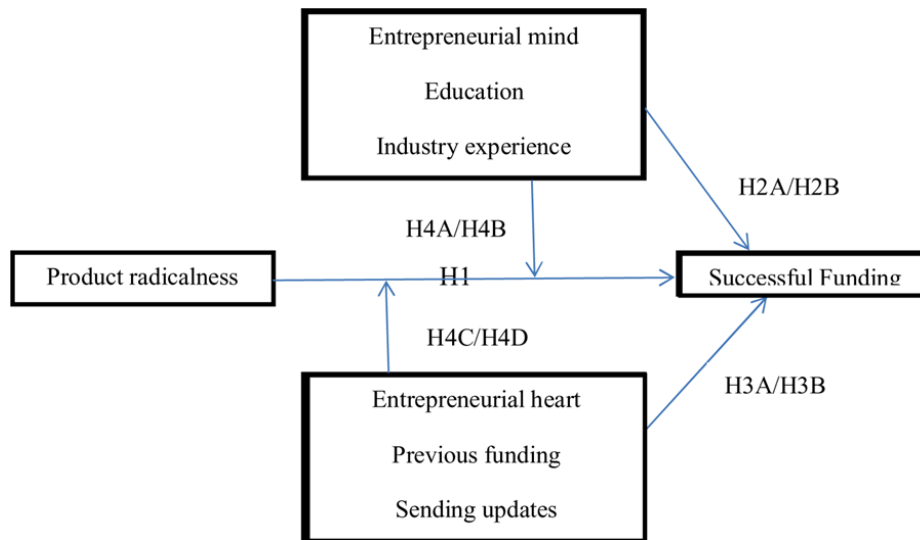 Entrepreneurial mind
Education
Industry experience
H2A/H2B
H4A/H4B
Product radicalness
H1
Successful Funding
H4C/H4D
H3A/H3B
Entrepreneurial heart
Previous funding
Sending updates